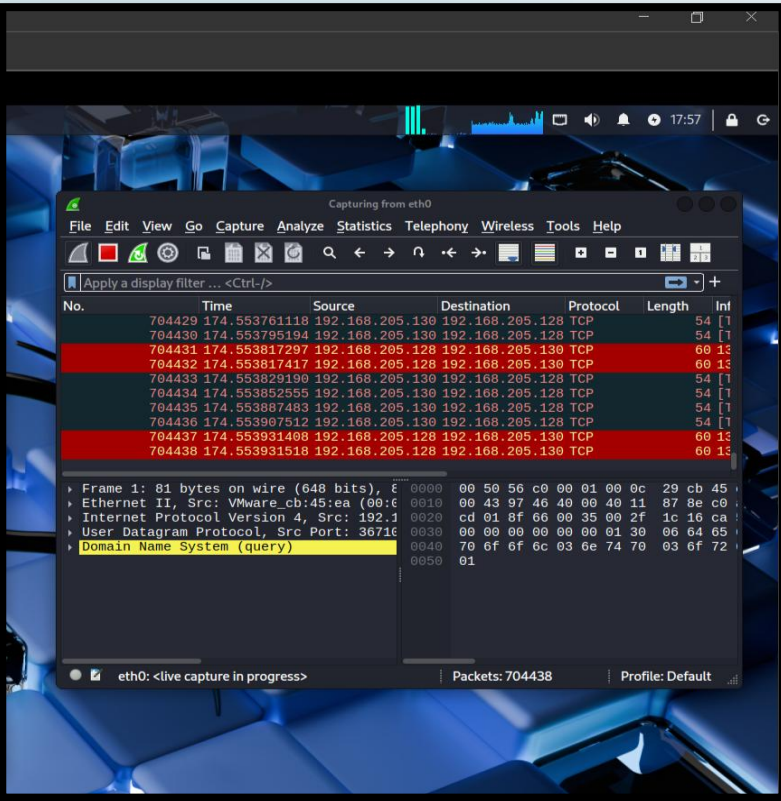 17:57
Capturing from eth0
File Edit View Go Capture Analyze Statistics Telephony Wireless Tools Help
Apply a display filter ... <Ctrl-/>
No. Time Source Destination Protocol Length Inf
704429 174.553761118 192.168.205.130 192.168.205.128 TCP 54 [T
704430 174.553795194 192.168.205.130 192.168.205.128 TCP 54 [T
704431 174.553817297 192.168.205.128 192.168.205.130 TCP 60 13
704432 174.553817417 192.168.205.128 192.168.205.130 TCP 60 13
704433 174.553829190 192.168.205.130 192.168.205.128 TCP 54 [T
704434 174.553852555 192.168.205.130 192.168.205.128 TCP 54 [T
704435 174.553887483 192.168.205.130 192.168.205.128 TCP 54 [T
704436 174.553907512 192.168.205.130 192.168.205.128 TCP 54 [T
704437 174.553931408 192.168.205.128 192.168.205.130 TCP 60 13
704438 174.553931518 192.168.205.128 192.168.205.130 TCP 60 13
Frame 1: 81 bytes on wire (648 bits), 8
Ethernet II, Src: VMware_cb:45:ea (00:0
Internet Protocol Version 4, Src: 192.1
User Datagram Protocol, Src Port: 36710
Domain Name System (query)
0000 00 50 56 c0 00 01 00 0c 29 cb 45
0010 00 43 97 46 40 00 40 11 87 8e c0
0020 cd 01 8f 66 00 35 00 2f 1c 16 ca
0030 00 00 00 00 00 00 01 30 06 64 65
0040 70 6f 6f 6c 03 6e 74 70 03 6f 72
0050 01
eth0: <live capture in progress>
Packets: 704438
Profile: Default